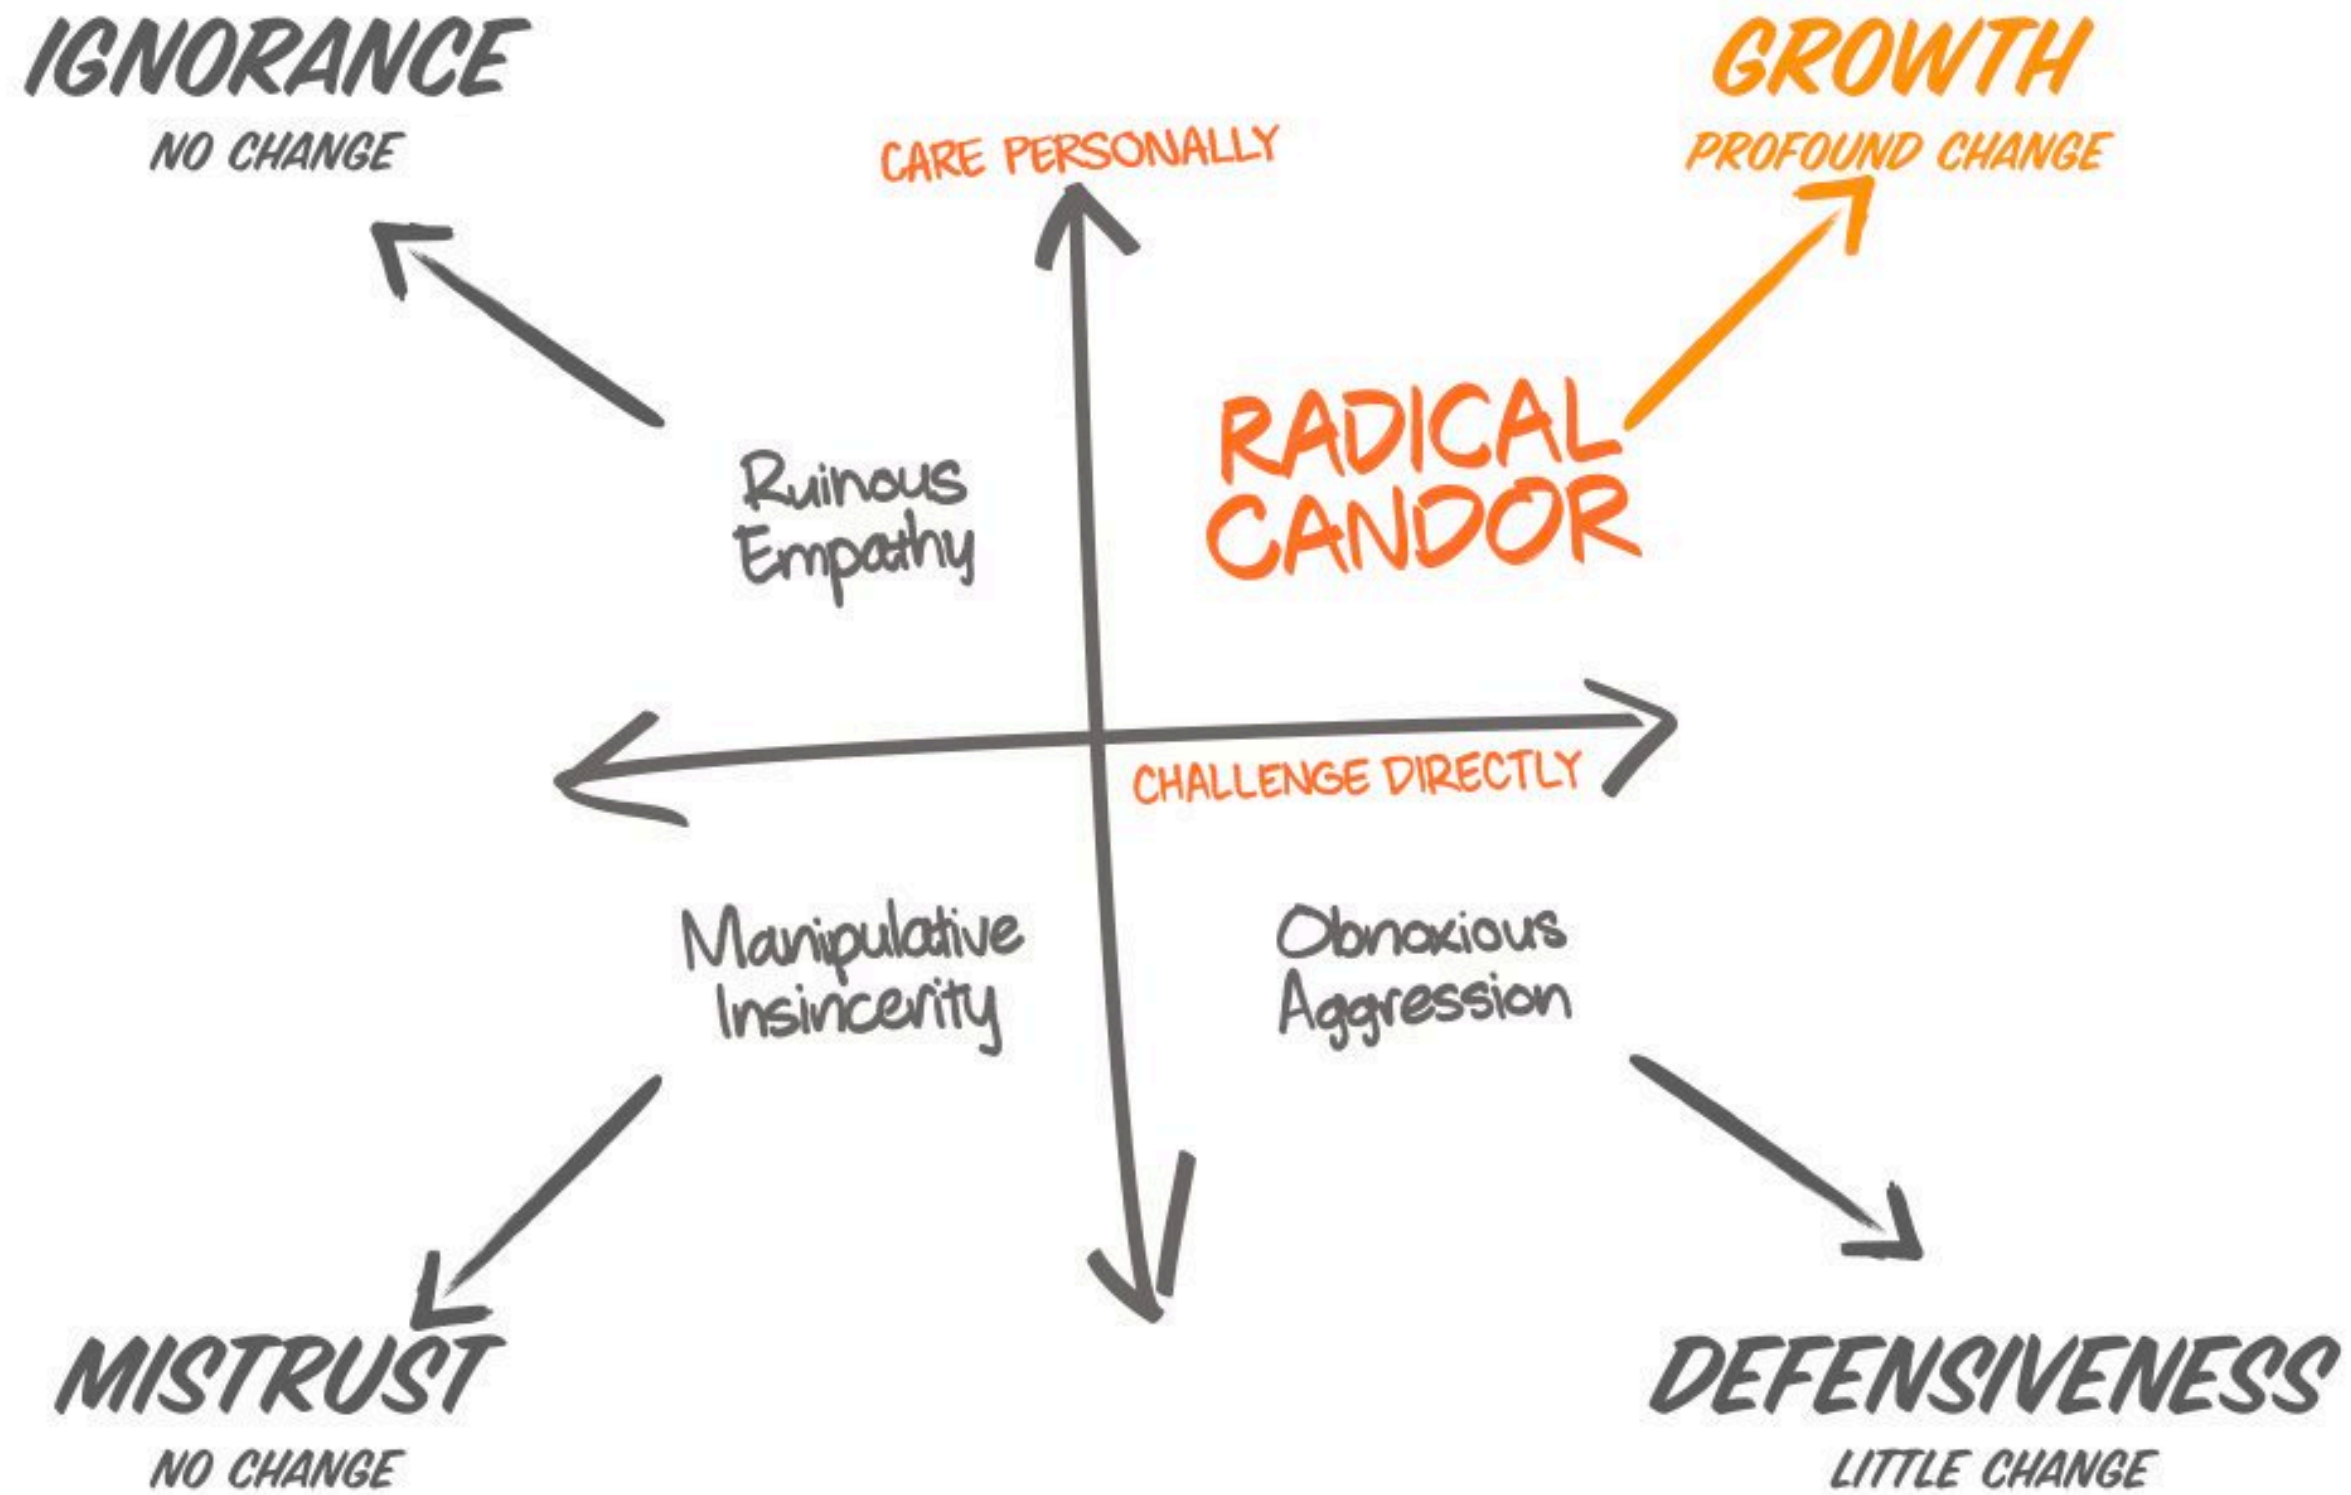 IGNORANCE
NO CHANGE
GROWTH
PROFOUND CHANGE
CARE PERSONALLY
Ruinous
Empathy
RADICAL
CANDOR
CHALLENGE DIRECTLY
Manipulative
Insincerity
Obnoxious
Aggression
MISTRUST
NO CHANGE
DEFENSIVENESS
LITTLE CHANGE